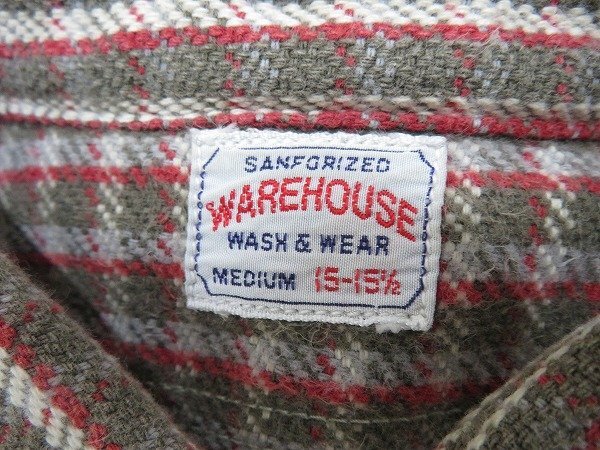 SANFORIZED
WAREHOUSE
WASH & WEAR
MEDIUM 15-15½